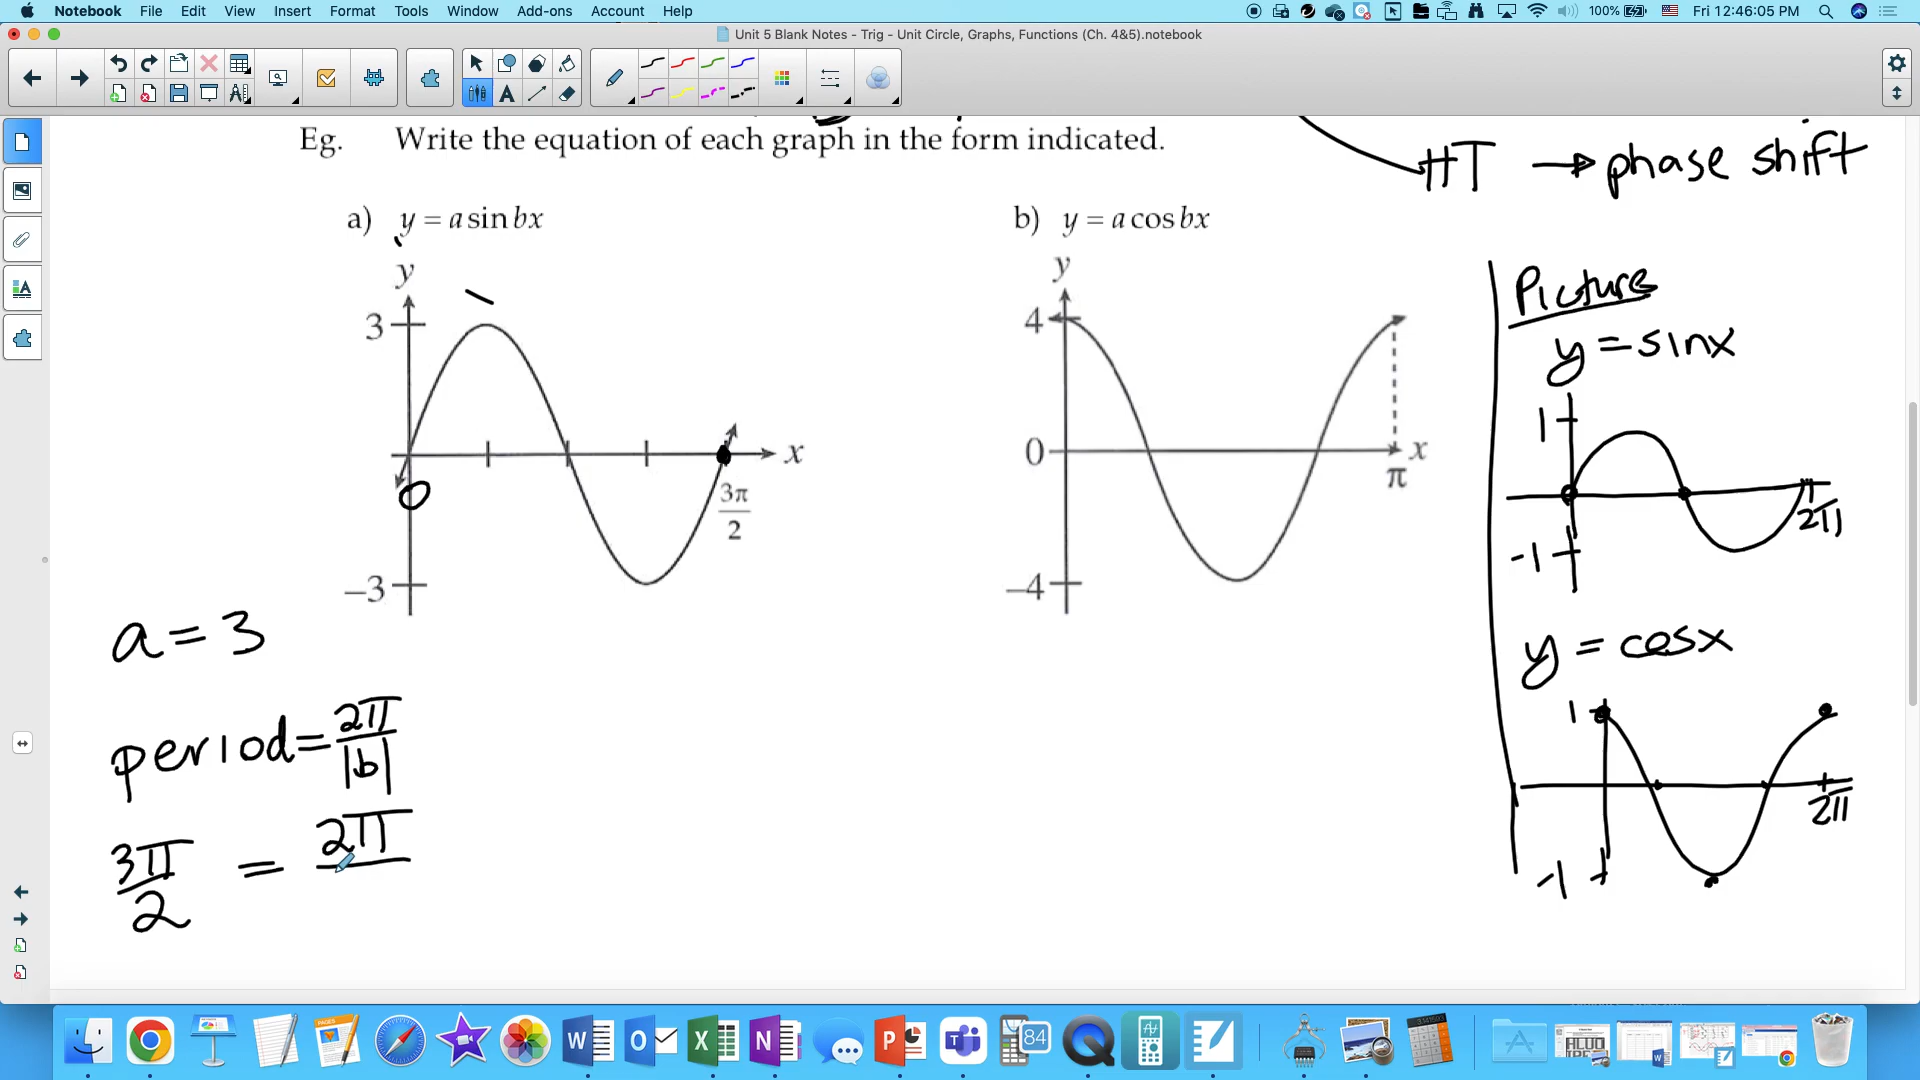 Notebook File Edit View Insert Format Tools Window Add-ons Account Help 100% Fri 12:46:05 PM
Unit 5 Blank Notes - Trig - Unit Circle, Graphs, Functions (Ch. 4&5).notebook
Eg. Write the equation of each graph in the form indicated.
HT → phase shift
a) y = a sin bx
b) y = a cos bx
y
3
x
0
3π/2
−3
y
4
0
x
π
−4
Picture
y = sinx
1
-1
2π
y = cosx
1
-1
2π
a = 3
period = 2π/|b|
3π/2 = 2π
84